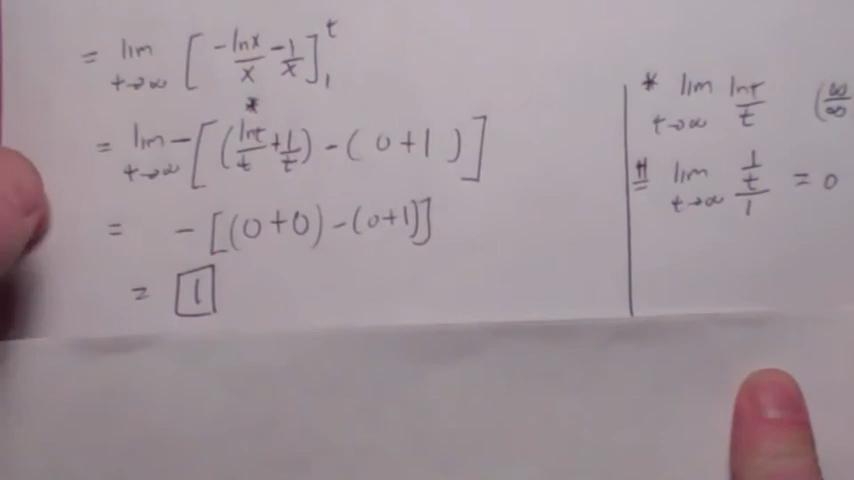 = lim t→∞ [ -lnx/x - 1/x ]₁ᵗ
*
= lim t→∞ - [ (lnt/t + 1/t) - ( 0+1 ) ]
= - [(0+0) - (0+1)]
= 1
* lim t→∞ lnt/t (∞/∞
H= lim t→∞ (1/t)/1 = 0